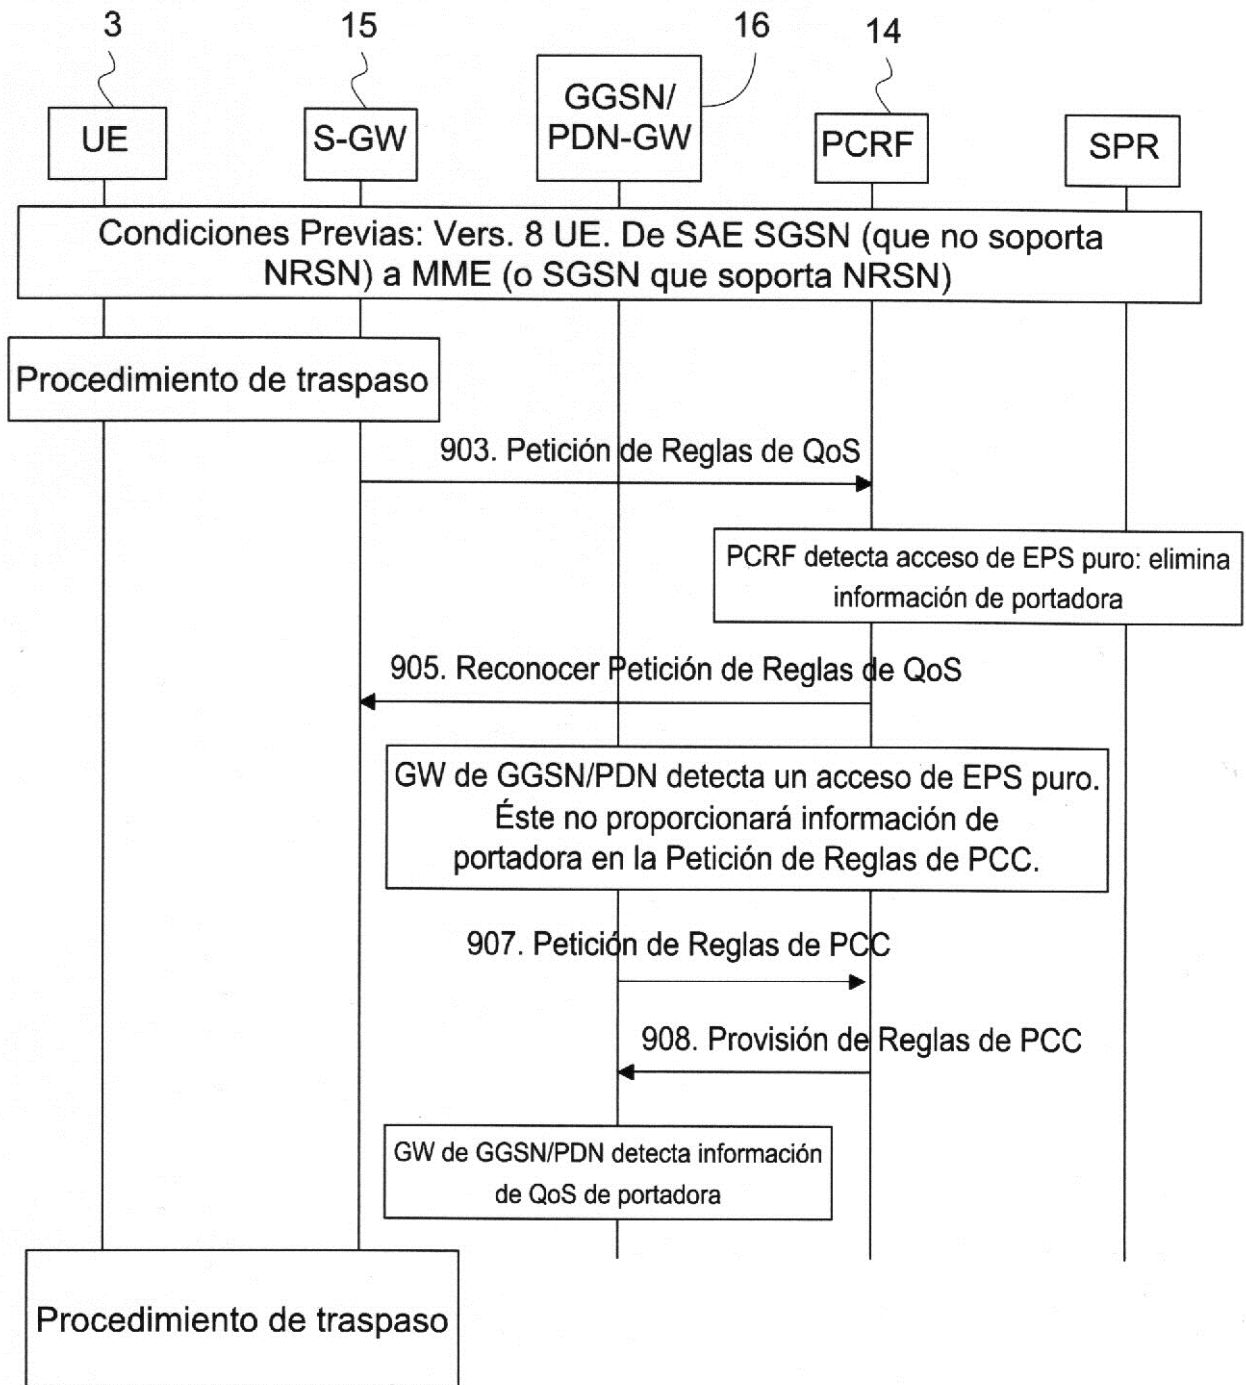 3
15
16
14
UE
S-GW
GGSN/
PDN-GW
PCRF
SPR
Condiciones Previas: Vers. 8 UE. De SAE SGSN (que no soporta
NRSN) a MME (o SGSN que soporta NRSN)
Procedimiento de traspaso
903. Petición de Reglas de QoS
PCRF detecta acceso de EPS puro: elimina
información de portadora
905. Reconocer Petición de Reglas de QoS
GW de GGSN/PDN detecta un acceso de EPS puro.
Éste no proporcionará información de
portadora en la Petición de Reglas de PCC.
907. Petición de Reglas de PCC
908. Provisión de Reglas de PCC
GW de GGSN/PDN detecta información
de QoS de portadora
Procedimiento de traspaso